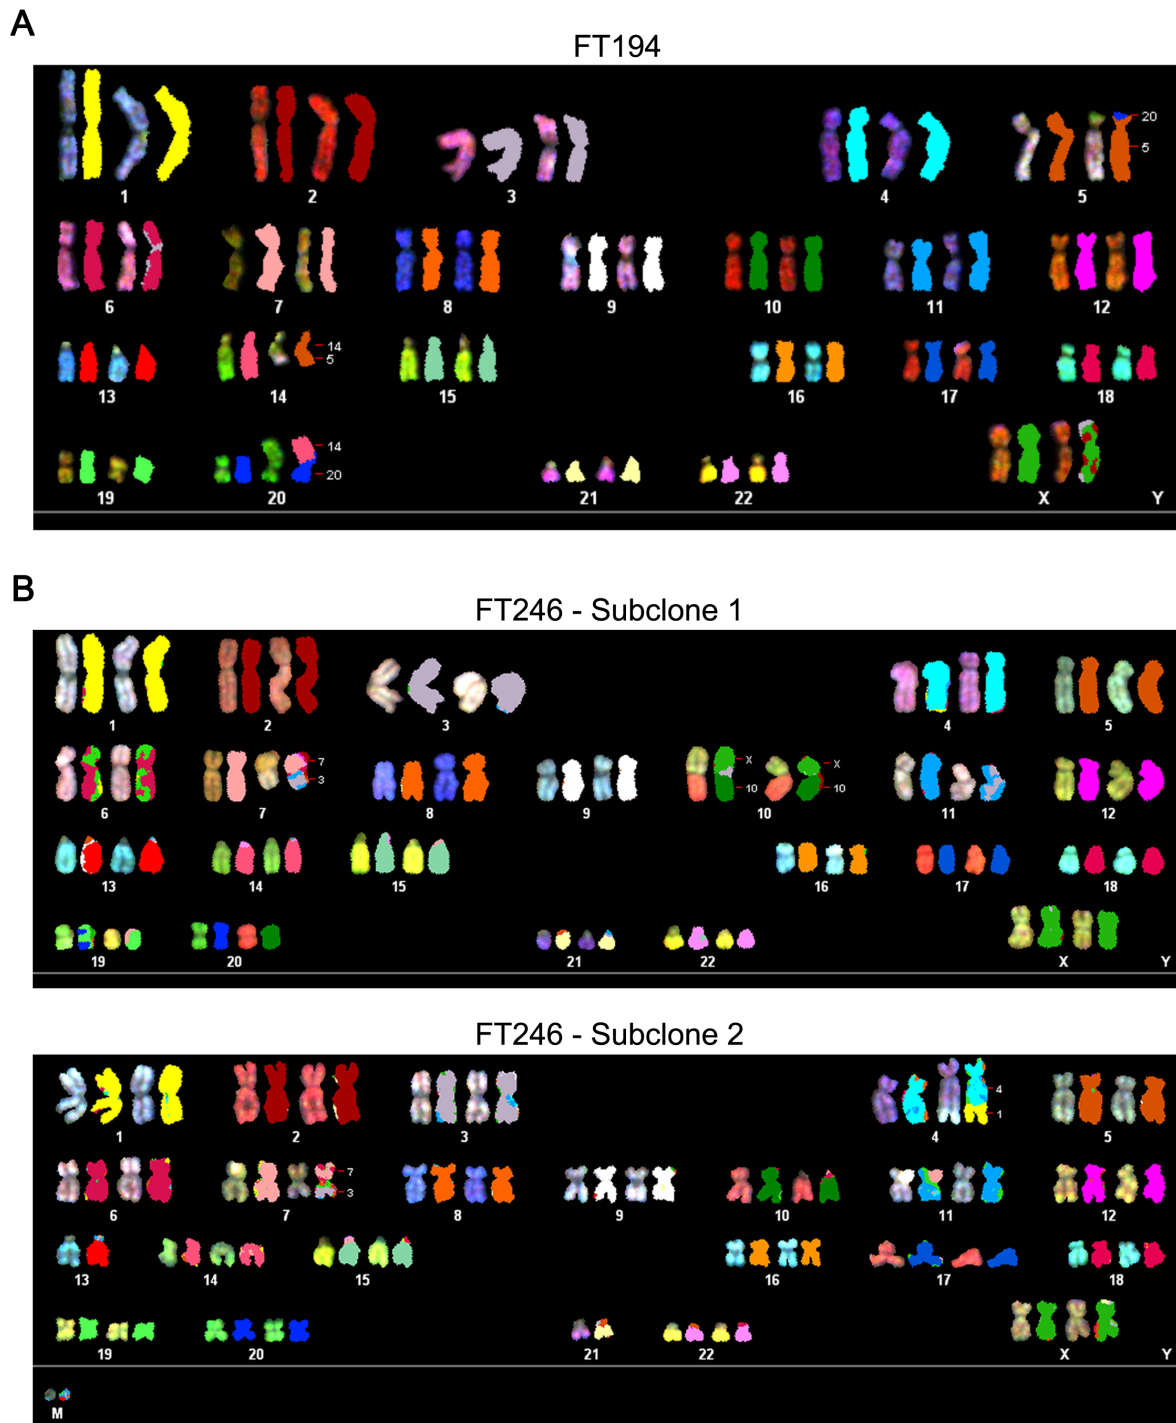 A
FT194
1 2 3 4 5 20 5
6 7 8 9 10 11 12
13 14 14 5 15 16 17 18
19 20 14 20 21 22 X Y
B
FT246 - Subclone 1
1 2 3 4 5
6 7 7 3 8 9 10 X 10 X 10 11 12
13 14 15 16 17 18
19 20 21 22 X Y
FT246 - Subclone 2
1 2 3 4 4 1 5
6 7 7 3 8 9 10 11 12
13 14 15 16 17 18
19 20 21 22 X Y
M